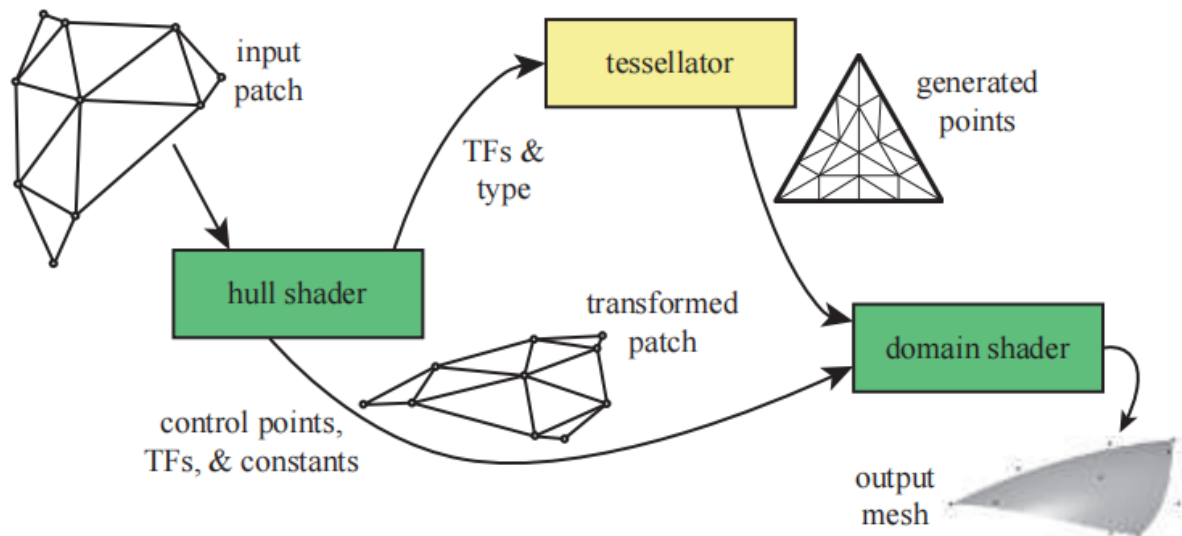 input
patch
tessellator
generated
points
TFs &
type
hull shader
transformed
patch
domain shader
control points,
TFs, & constants
output
mesh